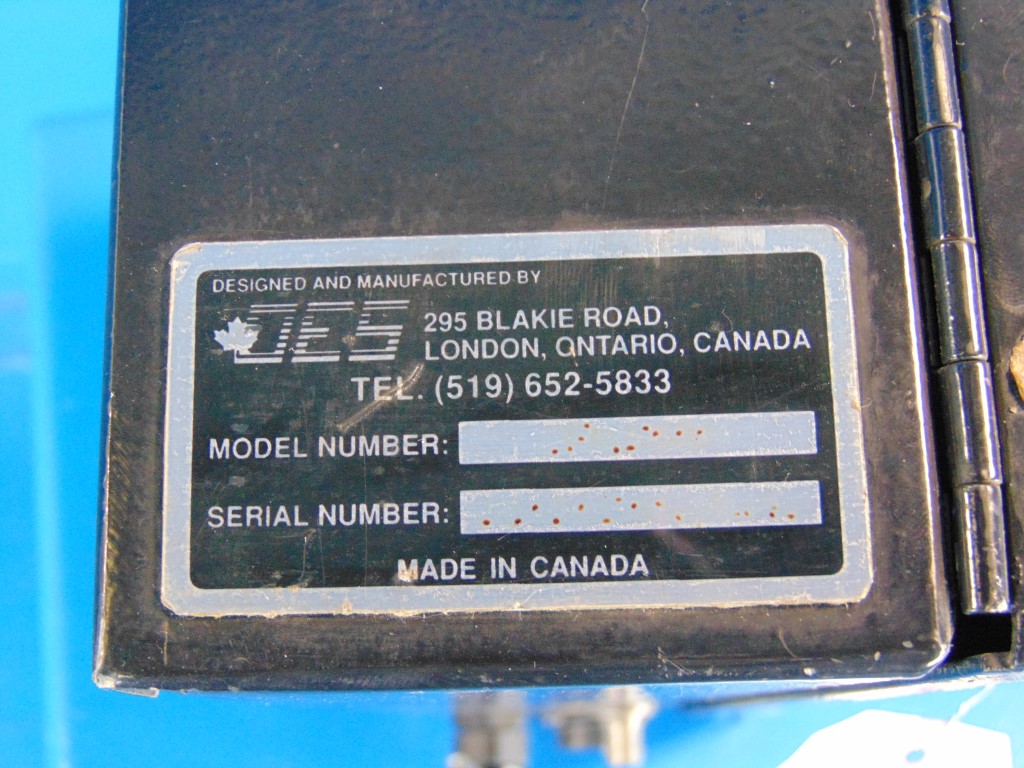 DESIGNED AND MANUFACTURED BY
JES
295 BLAKIE ROAD,
LONDON, ONTARIO, CANADA
TEL. (519) 652-5833
MODEL NUMBER:
SERIAL NUMBER:
MADE IN CANADA